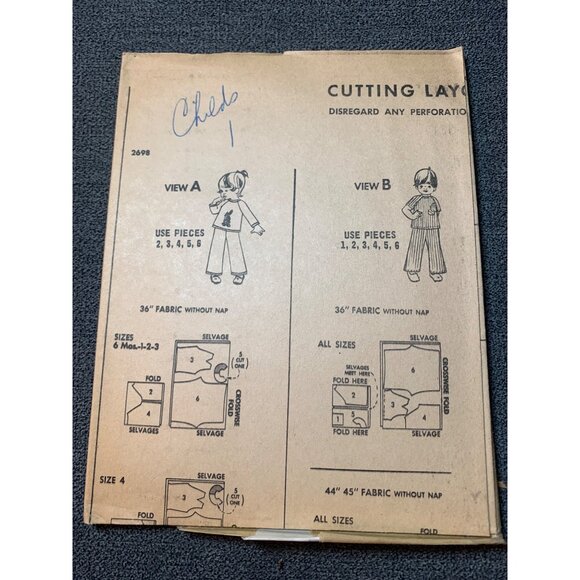 Childs
1
CUTTING LAYO
DISREGARD ANY PERFORATIO
2698
VIEW A
USE PIECES
2, 3, 4, 5, 6
VIEW B
USE PIECES
1, 2, 3, 4, 5, 6
36" FABRIC WITHOUT NAP
SIZES
6 Mos.-1-2-3
SELVAGE
3
5
(CUT ONE)
FOLD
2
4
SELVAGES
6
CROSSWISE FOLD
SELVAGE
36" FABRIC WITHOUT NAP
ALL SIZES
SELVAGE
SELVAGES
MEET HERE
FOLD HERE
2
1
5
FOLD HERE
6
3
4
CROSSWISE FOLD
SELVAGE
SIZE 4
SELVAGE
3
5
(CUT ONE)
FOLD
44" 45" FABRIC WITHOUT NAP
ALL SIZES
SELVAGE